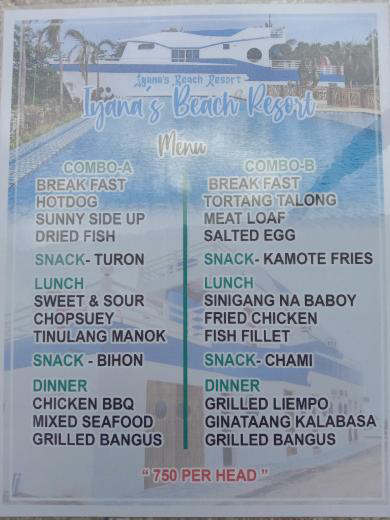 Iyana's Beach Resort
Iyana's Beach Resort
Menu
COMBO-A
BREAK FAST
HOTDOG
SUNNY SIDE UP
DRIED FISH
SNACK- TURON
LUNCH
SWEET & SOUR
CHOPSUEY
TINULANG MANOK
SNACK - BIHON
DINNER
CHICKEN BBQ
MIXED SEAFOOD
GRILLED BANGUS
COMBO-B
BREAK FAST
TORTANG TALONG
MEAT LOAF
SALTED EGG
SNACK- KAMOTE FRIES
LUNCH
SINIGANG NA BABOY
FRIED CHICKEN
FISH FILLET
SNACK- CHAMI
DINNER
GRILLED LIEMPO
GINATAANG KALABASA
GRILLED BANGUS
“ 750 PER HEAD ”